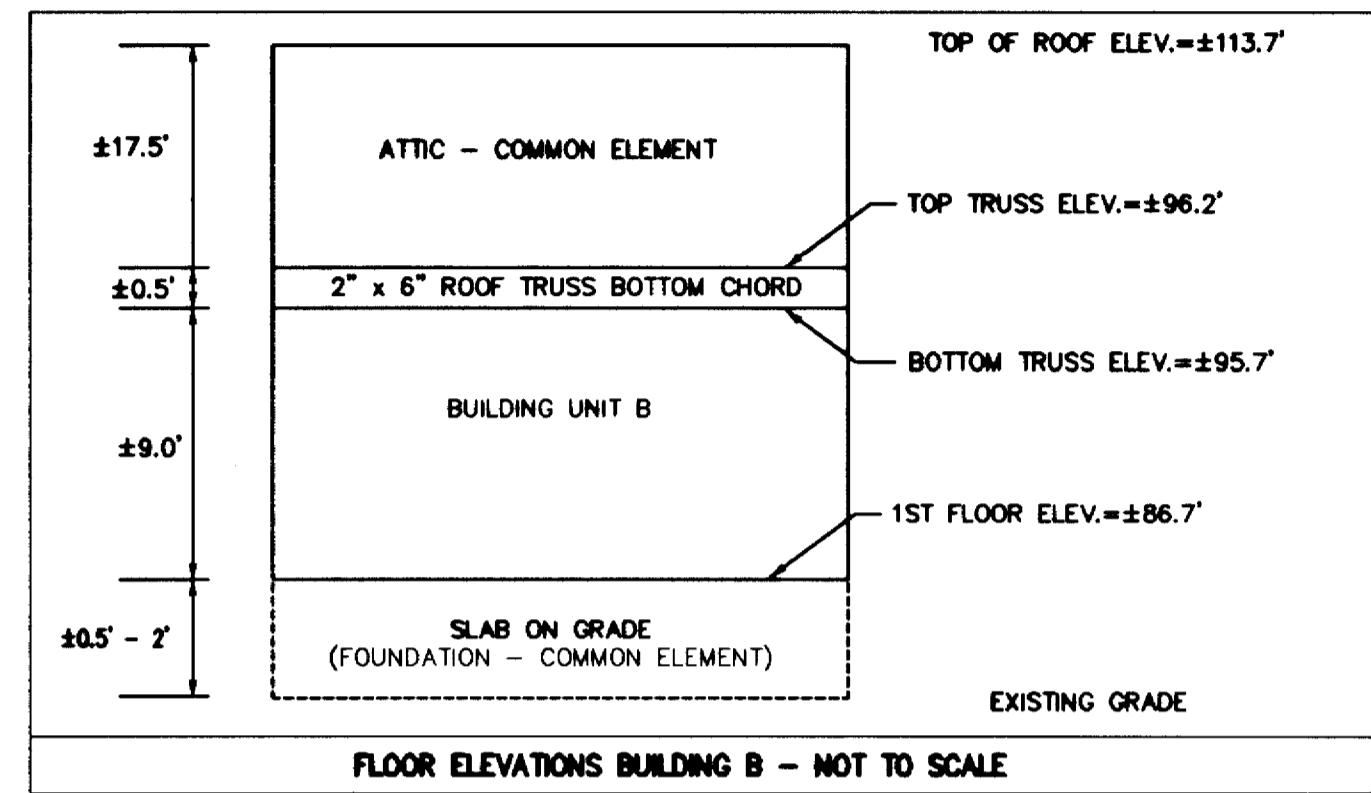 TOP OF ROOF ELEV.=±113.7'
±17.5'
ATTIC – COMMON ELEMENT
TOP TRUSS ELEV.=±96.2'
±0.5'
2" x 6" ROOF TRUSS BOTTOM CHORD
BOTTOM TRUSS ELEV.=±95.7'
BUILDING UNIT B
±9.0'
1ST FLOOR ELEV.=±86.7'
SLAB ON GRADE
±0.5' – 2'
(FOUNDATION – COMMON ELEMENT)
EXISTING GRADE
FLOOR ELEVATIONS BUILDING B – NOT TO SCALE